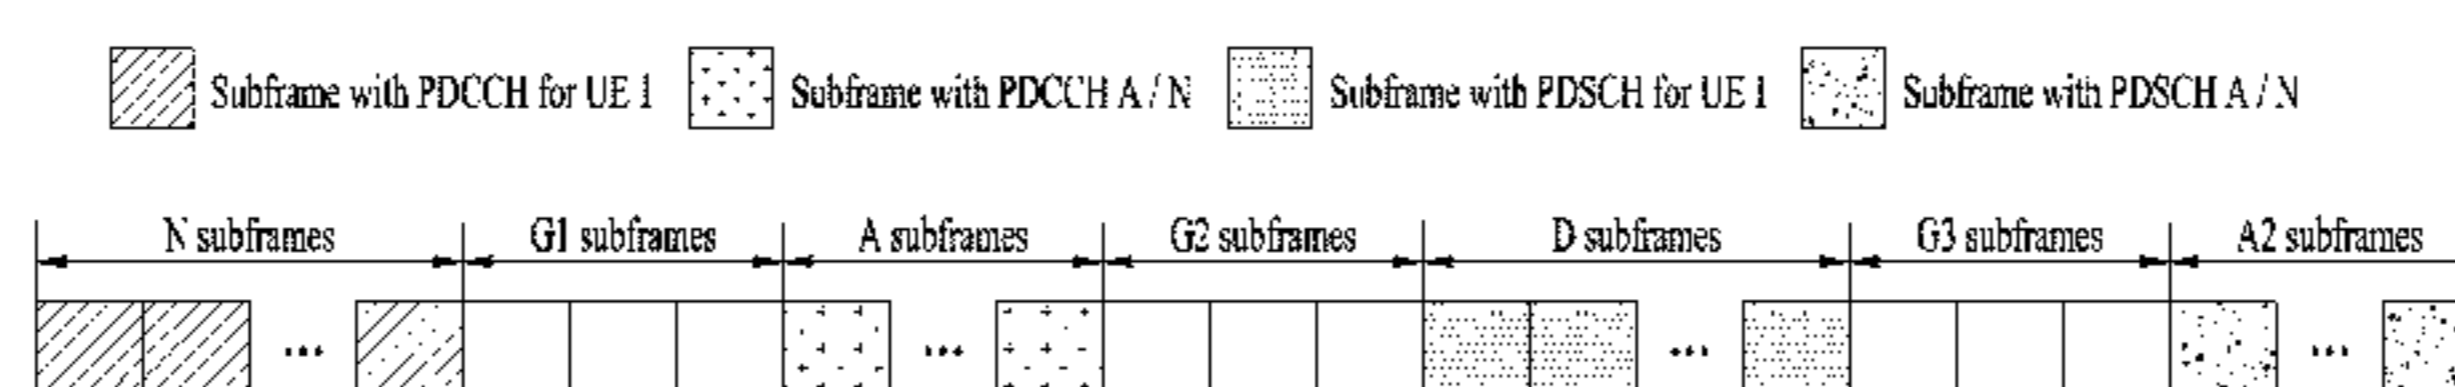 Subframe with PDCCH for UE 1 Subframe with PDCCH A / N Subframe with PDSCH for UE 1 Subframe with PDSCH A / N
N subframes G1 subframes A subframes G2 subframes D subframes G3 subframes A2 subframes
... ... ... ...